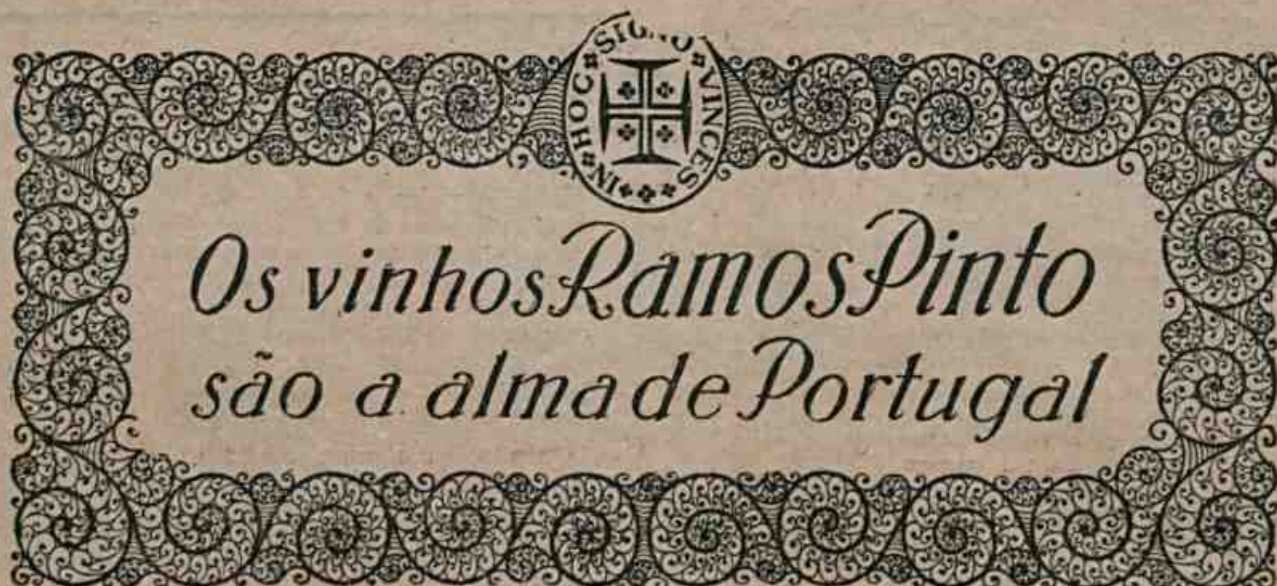 IN HOC SIGNO VINCES
Os vinhos Ramos Pinto
são a alma de Portugal